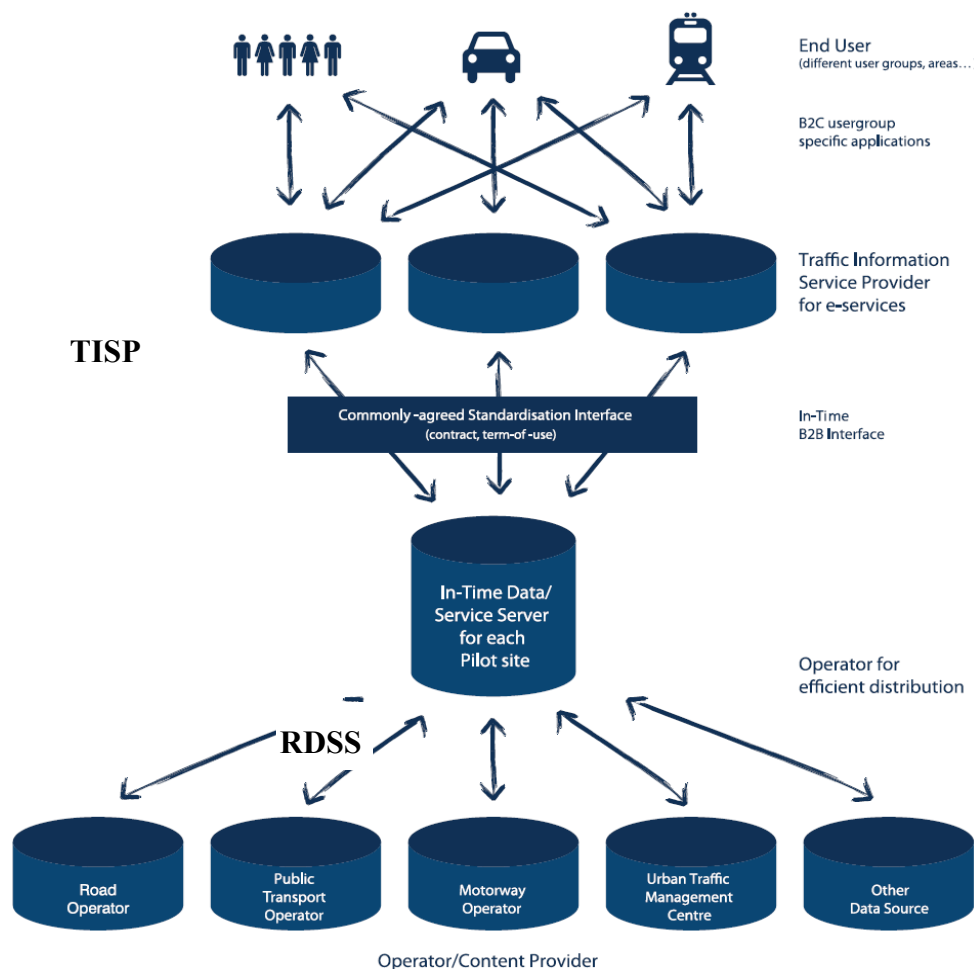 End User
(different user groups, areas...)
B2C usergroup
specific applications
Traffic Information
Service Provider
for e-services
TISP
Commonly-agreed Standardisation Interface
(contract, term-of-use)
In-Time
B2B Interface
In-Time Data/
Service Server
for each
Pilot site
Operator for
efficient distribution
RDSS
Road
Operator
Public
Transport
Operator
Motorway
Operator
Urban Traffic
Management
Centre
Other
Data Source
Operator/Content Provider